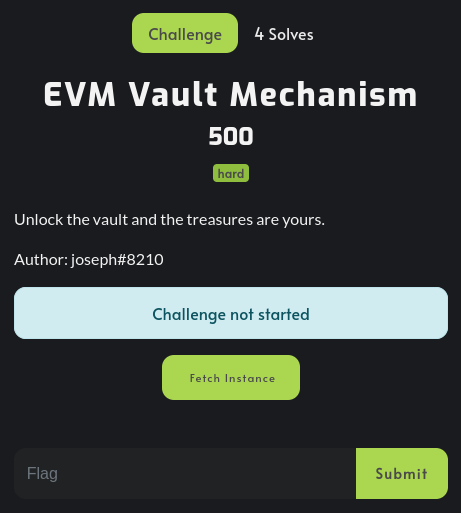 Challenge 4 Solves
EVM Vault Mechanism
500
hard
Unlock the vault and the treasures are yours.
Author: joseph#8210
Challenge not started
Fetch Instance
Flag Submit